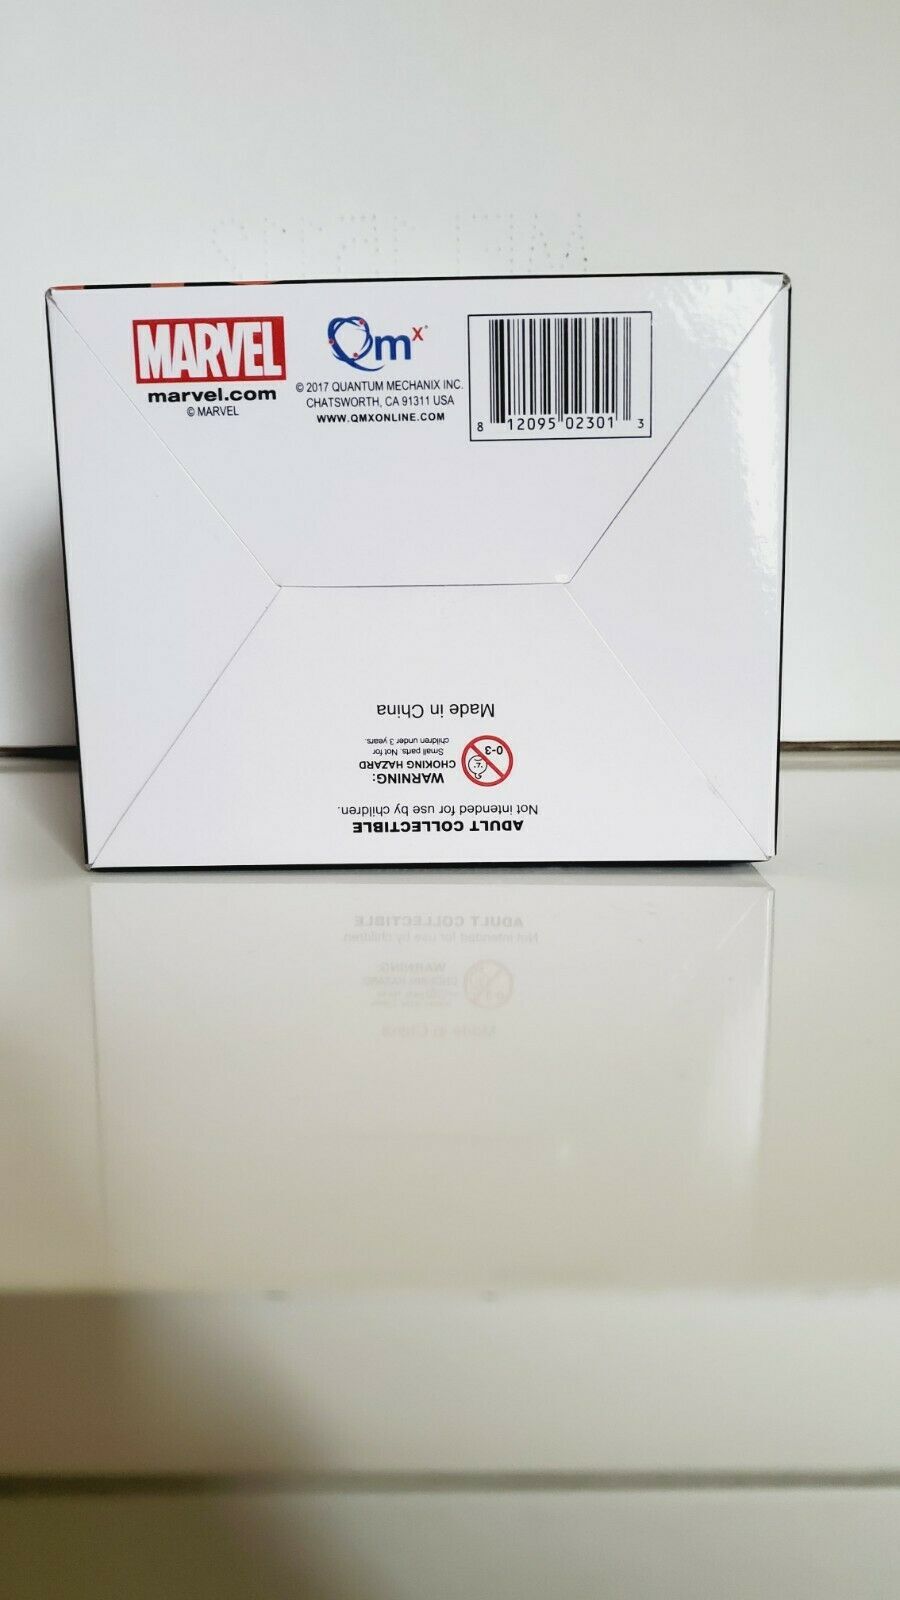 MARVEL
marvel.com
© MARVEL
Qmx®
© 2017 QUANTUM MECHANIX INC.
CHATSWORTH, CA 91311 USA
WWW.QMXONLINE.COM
8 12095 02301 3
ADULT COLLECTIBLE
Not intended for use by children.
0-3
WARNING:
CHOKING HAZARD
Small parts. Not for
children under 3 years.
Made in China